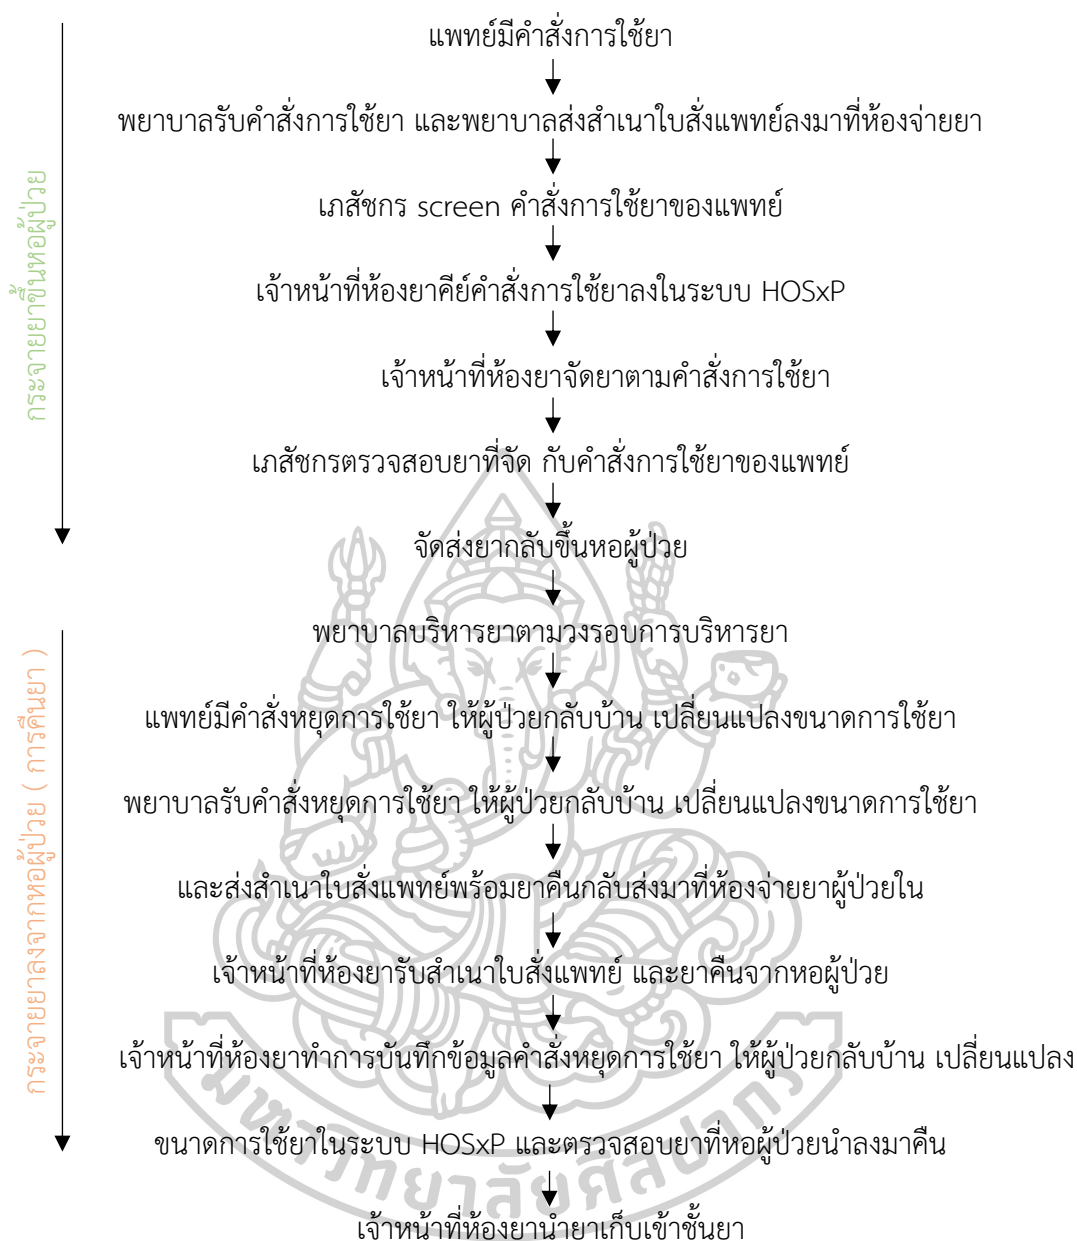 แพทย์มีคำสั่งการใช้ยา
พยาบาลรับคำสั่งการใช้ยา และพยาบาลส่งสำเนาใบสั่งแพทย์ลงมาที่ห้องจ่ายยา
เภสัชกร screen คำสั่งการใช้ยาของแพทย์
เจ้าหน้าที่ห้องยาคีย์คำสั่งการใช้ยาลงในระบบ HOSxP
เจ้าหน้าที่ห้องยาจัดยาตามคำสั่งการใช้ยา
เภสัชกรตรวจสอบยาที่จัด กับคำสั่งการใช้ยาของแพทย์
จัดส่งยากลับขึ้นหอผู้ป่วย
กระจายยาขึ้นหอผู้ป่วย
พยาบาลบริหารยาตามวงรอบการบริหารยา
แพทย์มีคำสั่งหยุดการใช้ยา ให้ผู้ป่วยกลับบ้าน เปลี่ยนแปลงขนาดการใช้ยา
พยาบาลรับคำสั่งหยุดการใช้ยา ให้ผู้ป่วยกลับบ้าน เปลี่ยนแปลงขนาดการใช้ยา
และส่งสำเนาใบสั่งแพทย์พร้อมยาคืนกลับส่งมาที่ห้องจ่ายยาผู้ป่วยใน
เจ้าหน้าที่ห้องยารับสำเนาใบสั่งแพทย์ และยาคืนจากหอผู้ป่วย
เจ้าหน้าที่ห้องยาทำการบันทึกข้อมูลคำสั่งหยุดการใช้ยา ให้ผู้ป่วยกลับบ้าน เปลี่ยนแปลง
ขนาดการใช้ยาในระบบ HOSxP และตรวจสอบยาที่หอผู้ป่วยนำลงมาคืน
เจ้าหน้าที่ห้องยานำยาเก็บเข้าชั้นยา
กระจายยาลงจากหอผู้ป่วย ( การคืนยา )
มหาวิทยาลัยศิลปากร